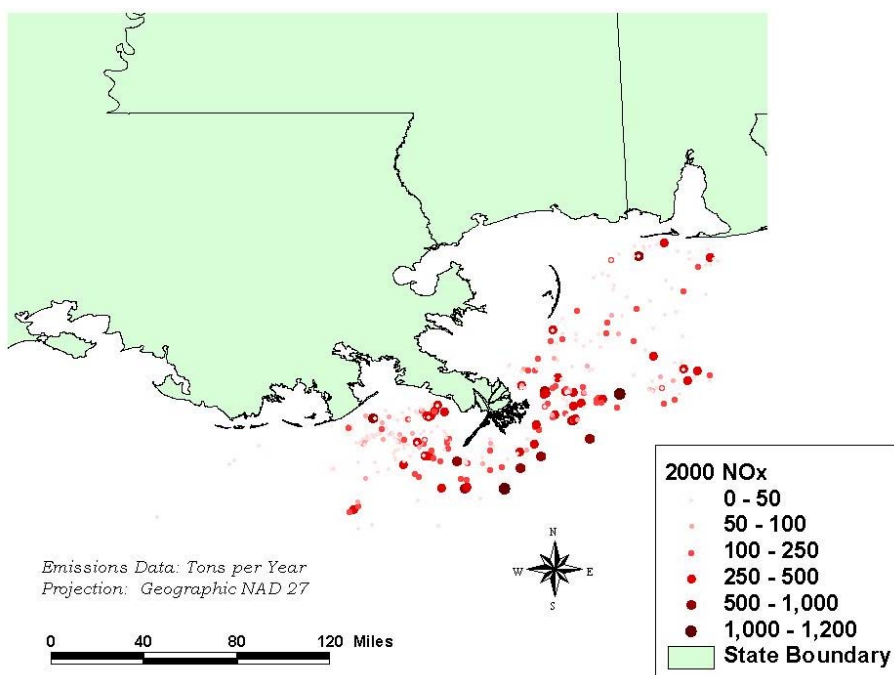 N
W E
S
Emissions Data: Tons per Year
Projection: Geographic NAD 27
0 40 80 120 Miles
2000 NOx
0 - 50
50 - 100
100 - 250
250 - 500
500 - 1,000
1,000 - 1,200
State Boundary